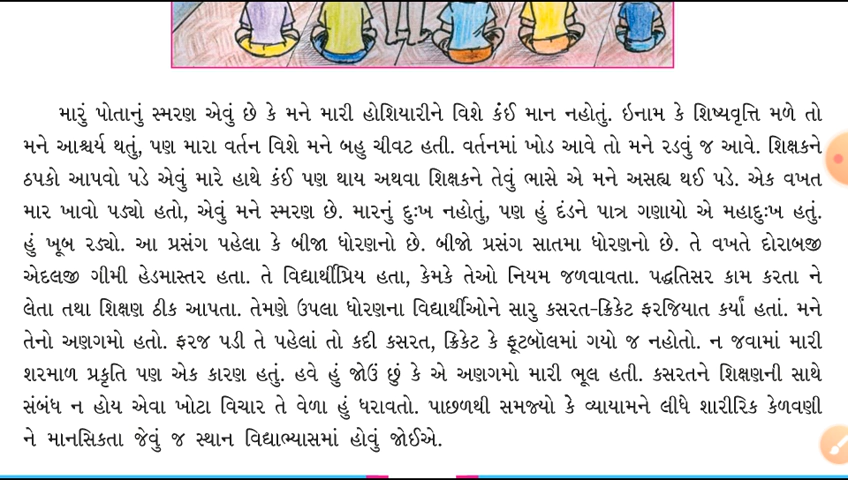 મારું પોતાનું સ્મરણ એવું છે કે મને મારી હોશિયારીને વિશે કંઈ માન નહોતું. ઇનામ કે શિષ્યવૃત્તિ મળે તો
મને આશ્ચર્ય થતું, પણ મારા વર્તન વિશે મને બહુ ચીવટ હતી. વર્તનમાં ખોડ આવે તો મને રડવું જ આવે. શિક્ષકને
ઠપકો આપવો પડે એવું મારે હાથે કંઈ પણ થાય અથવા શિક્ષકને તેવું ભાસે એ મને અસહ્ય થઈ પડે. એક વખત
માર ખાવો પડ્યો હતો, એવું મને સ્મરણ છે. મારનું દુઃખ નહોતું, પણ હું દંડને પાત્ર ગણાયો એ મહાદુઃખ હતું.
હું ખૂબ રડ્યો. આ પ્રસંગ પહેલા કે બીજા ધોરણનો છે. બીજો પ્રસંગ સાતમા ધોરણનો છે. તે વખતે દોરાબજી
એદલજી ગીમી હેડમાસ્તર હતા. તે વિદ્યાર્થીપ્રિય હતા, કેમકે તેઓ નિયમ જળવાવતા. પદ્ધતિસર કામ કરતા ને
લેતા તથા શિક્ષણ ઠીક આપતા. તેમણે ઉપલા ધોરણના વિદ્યાર્થીઓને સારુ કસરત-ક્રિકેટ ફરજિયાત કર્યાં હતાં. મને
તેનો અણગમો હતો. ફરજ પડી તે પહેલાં તો કદી કસરત, ક્રિકેટ કે ફૂટબૉલમાં ગયો જ નહોતો. ન જવામાં મારી
શરમાળ પ્રકૃતિ પણ એક કારણ હતું. હવે હું જોઉં છું કે એ અણગમો મારી ભૂલ હતી. કસરતને શિક્ષણની સાથે
સંબંધ ન હોય એવા ખોટા વિચાર તે વેળા હું ધરાવતો. પાછળથી સમજ્યો કે વ્યાયામને લીધે શારીરિક કેળવણી
ને માનસિકતા જેવું જ સ્થાન વિદ્યાભ્યાસમાં હોવું જોઈએ.